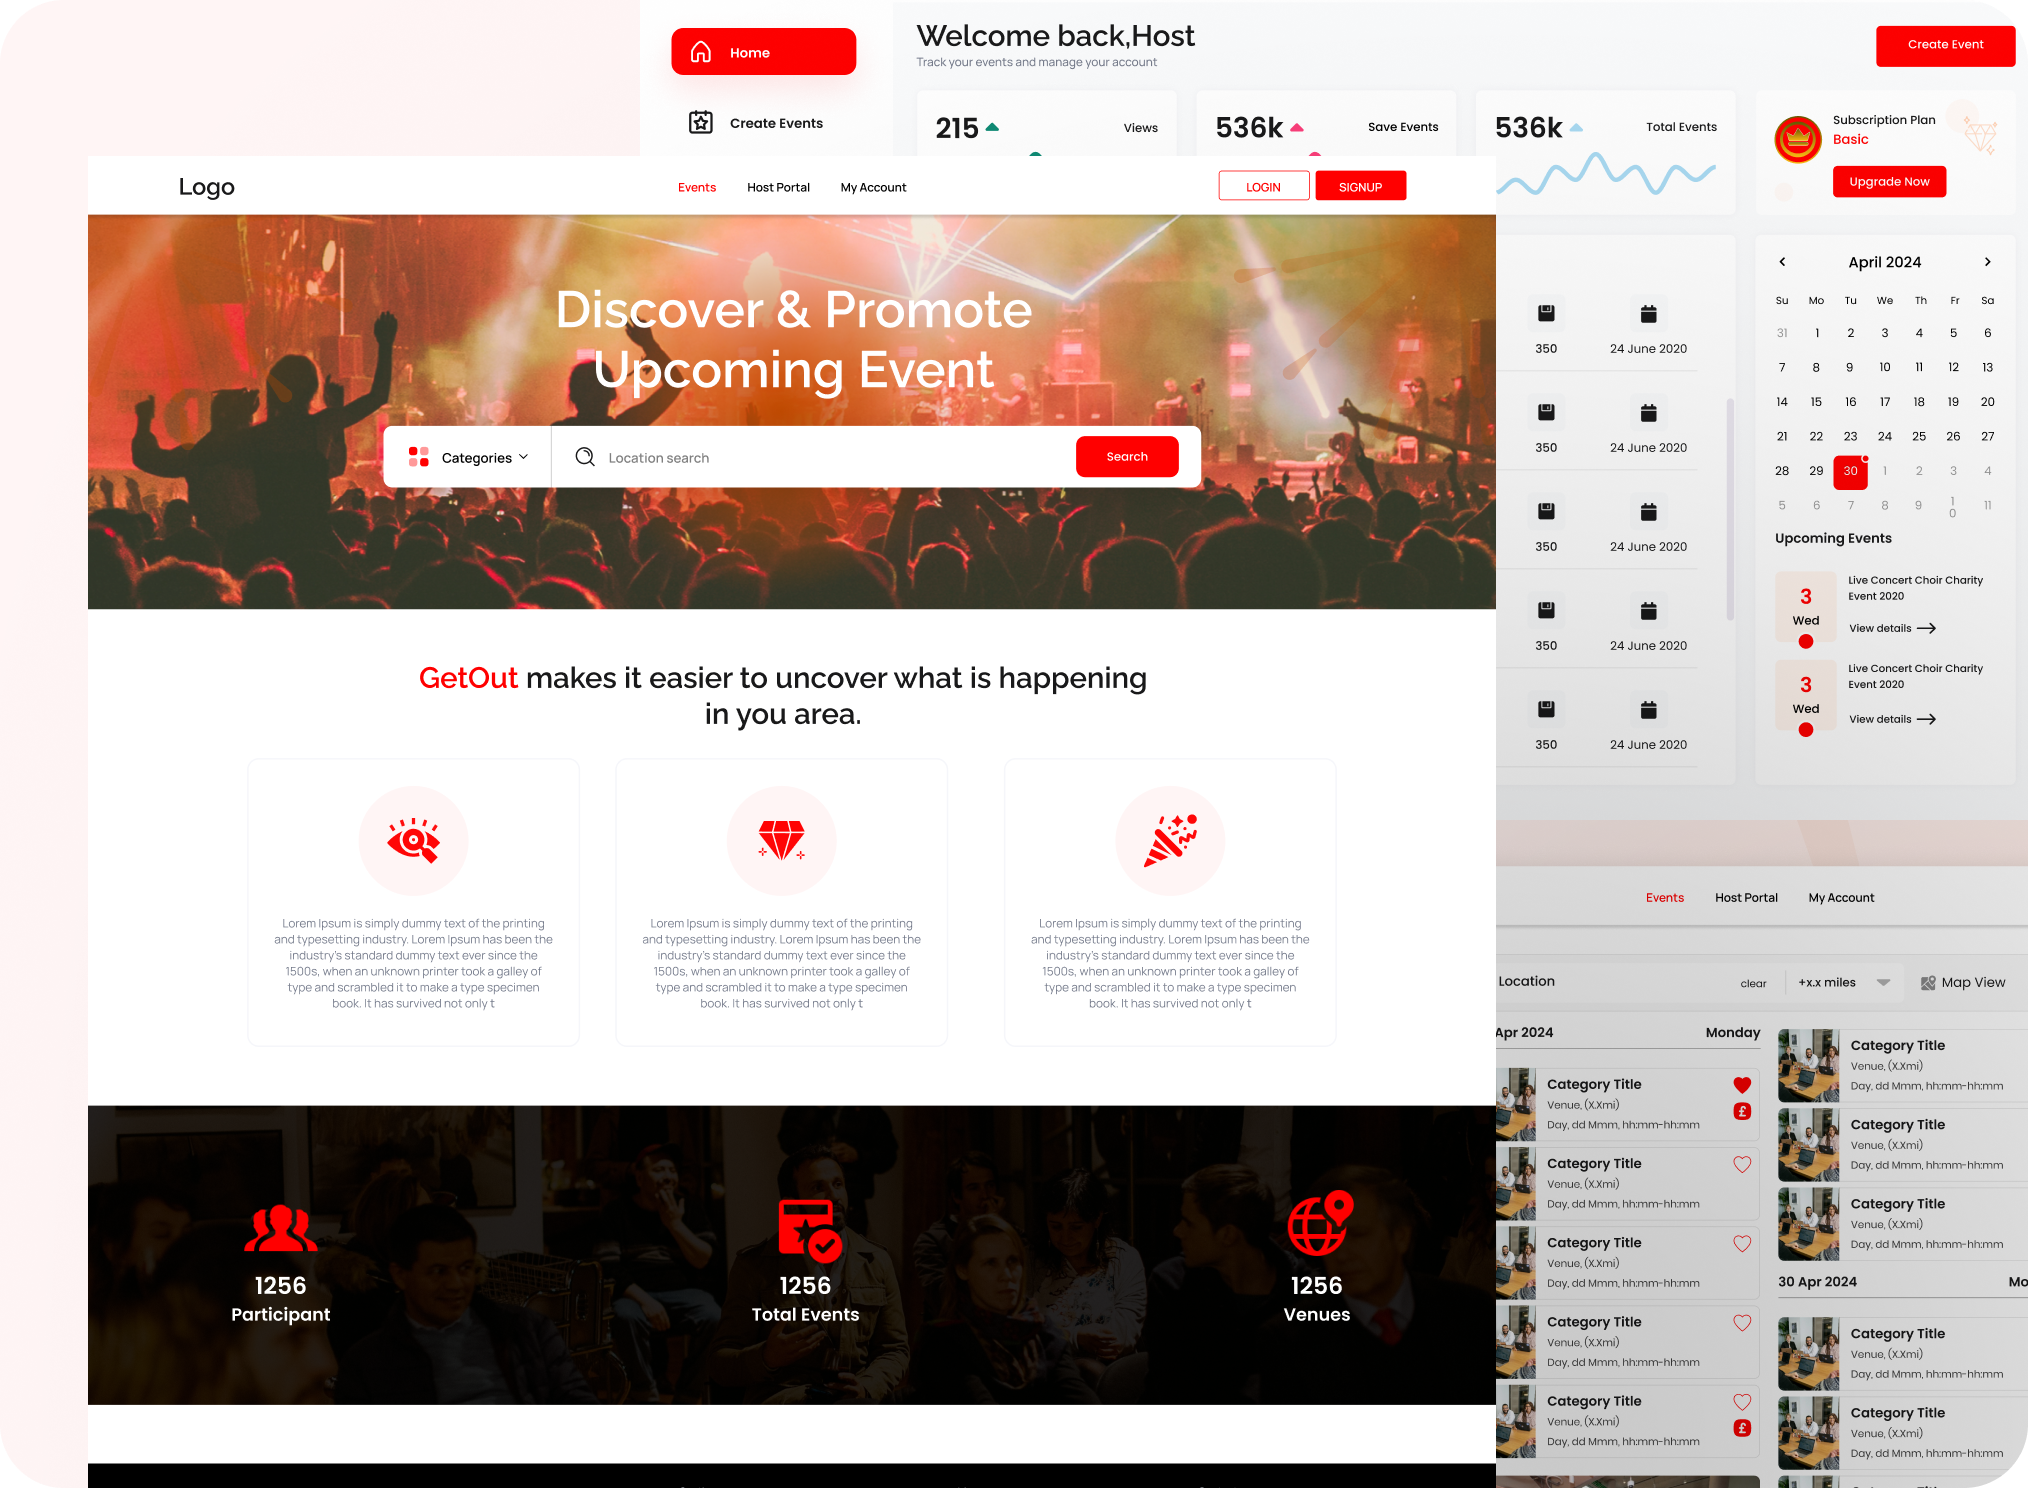 Home
Create Events
Welcome back,Host
Track your events and manage your account
Create Event
215
Views
536k
Save Events
536k
Total Events
Subscription Plan
Basic
Upgrade Now
Logo
Events
Host Portal
My Account
LOGIN
SIGNUP
Discover & Promote
Upcoming Event
Categories
Location search
Search
GetOut makes it easier to uncover what is happening
in you area.
Lorem Ipsum is simply dummy text of the printing
and typesetting industry. Lorem Ipsum has been the
industry's standard dummy text ever since the
1500s, when an unknown printer took a galley of
type and scrambled it to make a type specimen
book. It has survived not only t
Lorem Ipsum is simply dummy text of the printing
and typesetting industry. Lorem Ipsum has been the
industry's standard dummy text ever since the
1500s, when an unknown printer took a galley of
type and scrambled it to make a type specimen
book. It has survived not only t
Lorem Ipsum is simply dummy text of the printing
and typesetting industry. Lorem Ipsum has been the
industry's standard dummy text ever since the
1500s, when an unknown printer took a galley of
type and scrambled it to make a type specimen
book. It has survived not only t
1256
Participant
1256
Total Events
1256
Venues
350
24 June 2020
350
24 June 2020
350
24 June 2020
350
24 June 2020
350
24 June 2020
April 2024
Su Mo Tu We Th Fr Sa
31 1 2 3 4 5 6
7 8 9 10 11 12 13
14 15 16 17 18 19 20
21 22 23 24 25 26 27
28 29 30 1 2 3 4
5 6 7 8 9 10 11
Upcoming Events
3
Wed
Live Concert Choir Charity
Event 2020
View details
3
Wed
Live Concert Choir Charity
Event 2020
View details
Events
Host Portal
My Account
Location
clear
+x.x miles
Map View
Apr 2024
Monday
Category Title
Venue, (X.Xmi)
Day, dd Mmm, hh:mm-hh:mm
£
Category Title
Venue, (X.Xmi)
Day, dd Mmm, hh:mm-hh:mm
Category Title
Venue, (X.Xmi)
Day, dd Mmm, hh:mm-hh:mm
Category Title
Venue, (X.Xmi)
Day, dd Mmm, hh:mm-hh:mm
Category Title
Venue, (X.Xmi)
Day, dd Mmm, hh:mm-hh:mm
£
Category Title
Venue, (X.Xmi)
Day, dd Mmm, hh:mm-hh:mm
Category Title
Venue, (X.Xmi)
Day, dd Mmm, hh:mm-hh:mm
Category Title
Venue, (X.Xmi)
Day, dd Mmm, hh:mm-hh:mm
30 Apr 2024
Mo
Category Title
Venue, (X.Xmi)
Day, dd Mmm, hh:mm-hh:mm
Category Title
Venue, (X.Xmi)
Day, dd Mmm, hh:mm-hh:mm